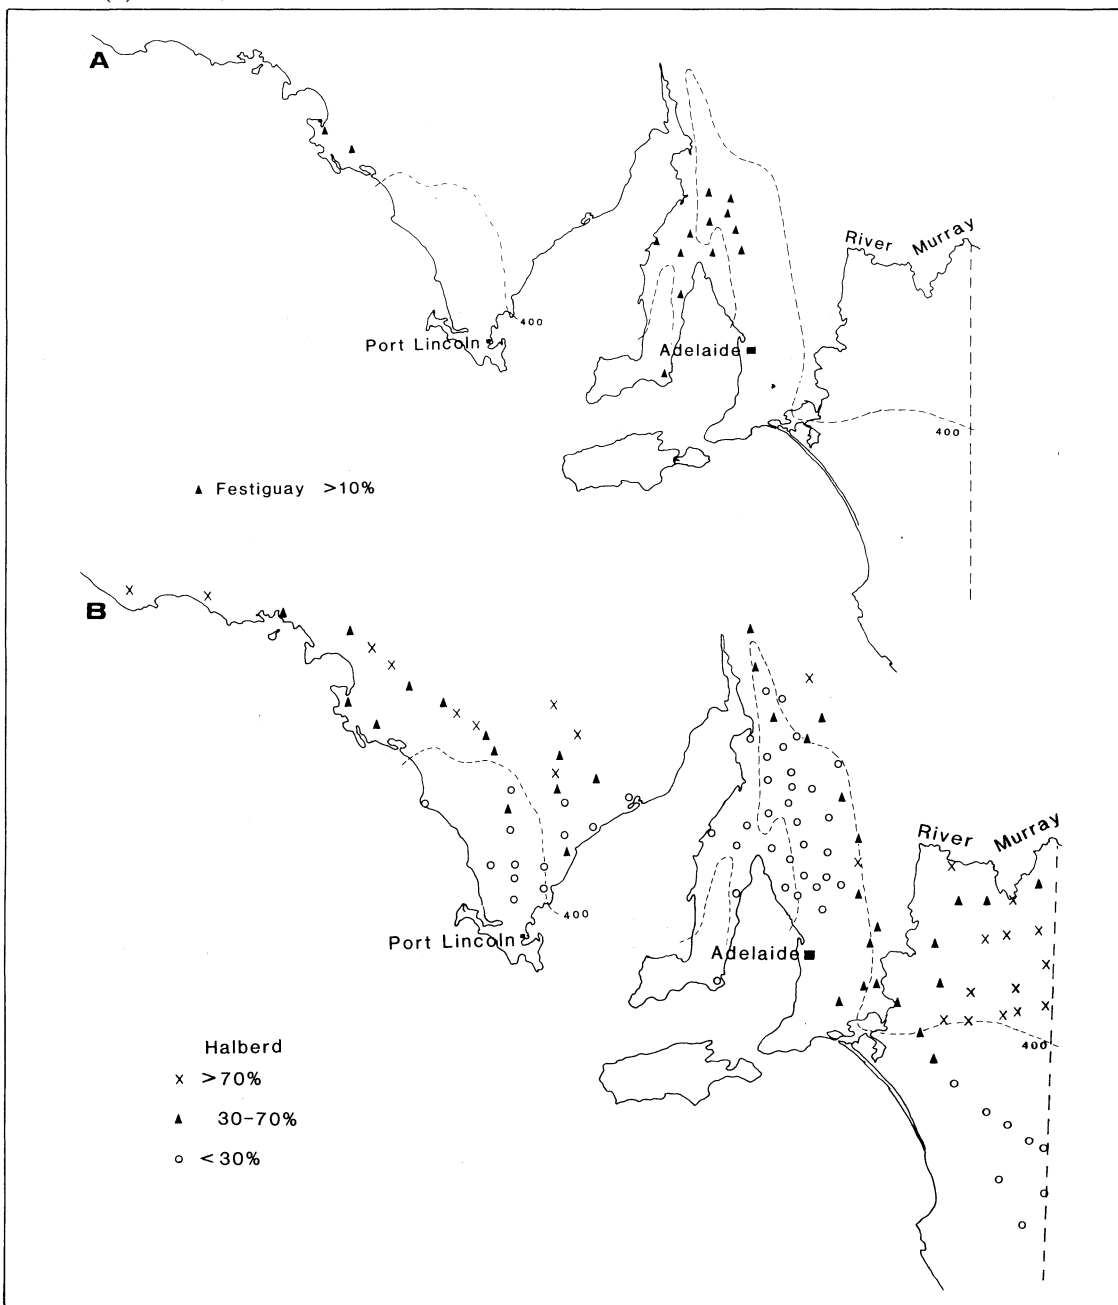 A
River Murray
400
Port Lincoln
Adelaide
400
Festiguay >10%
B
River Murray
400
Port Lincoln
Adelaide
400
Halberd
x >70%
30-70%
o <30%